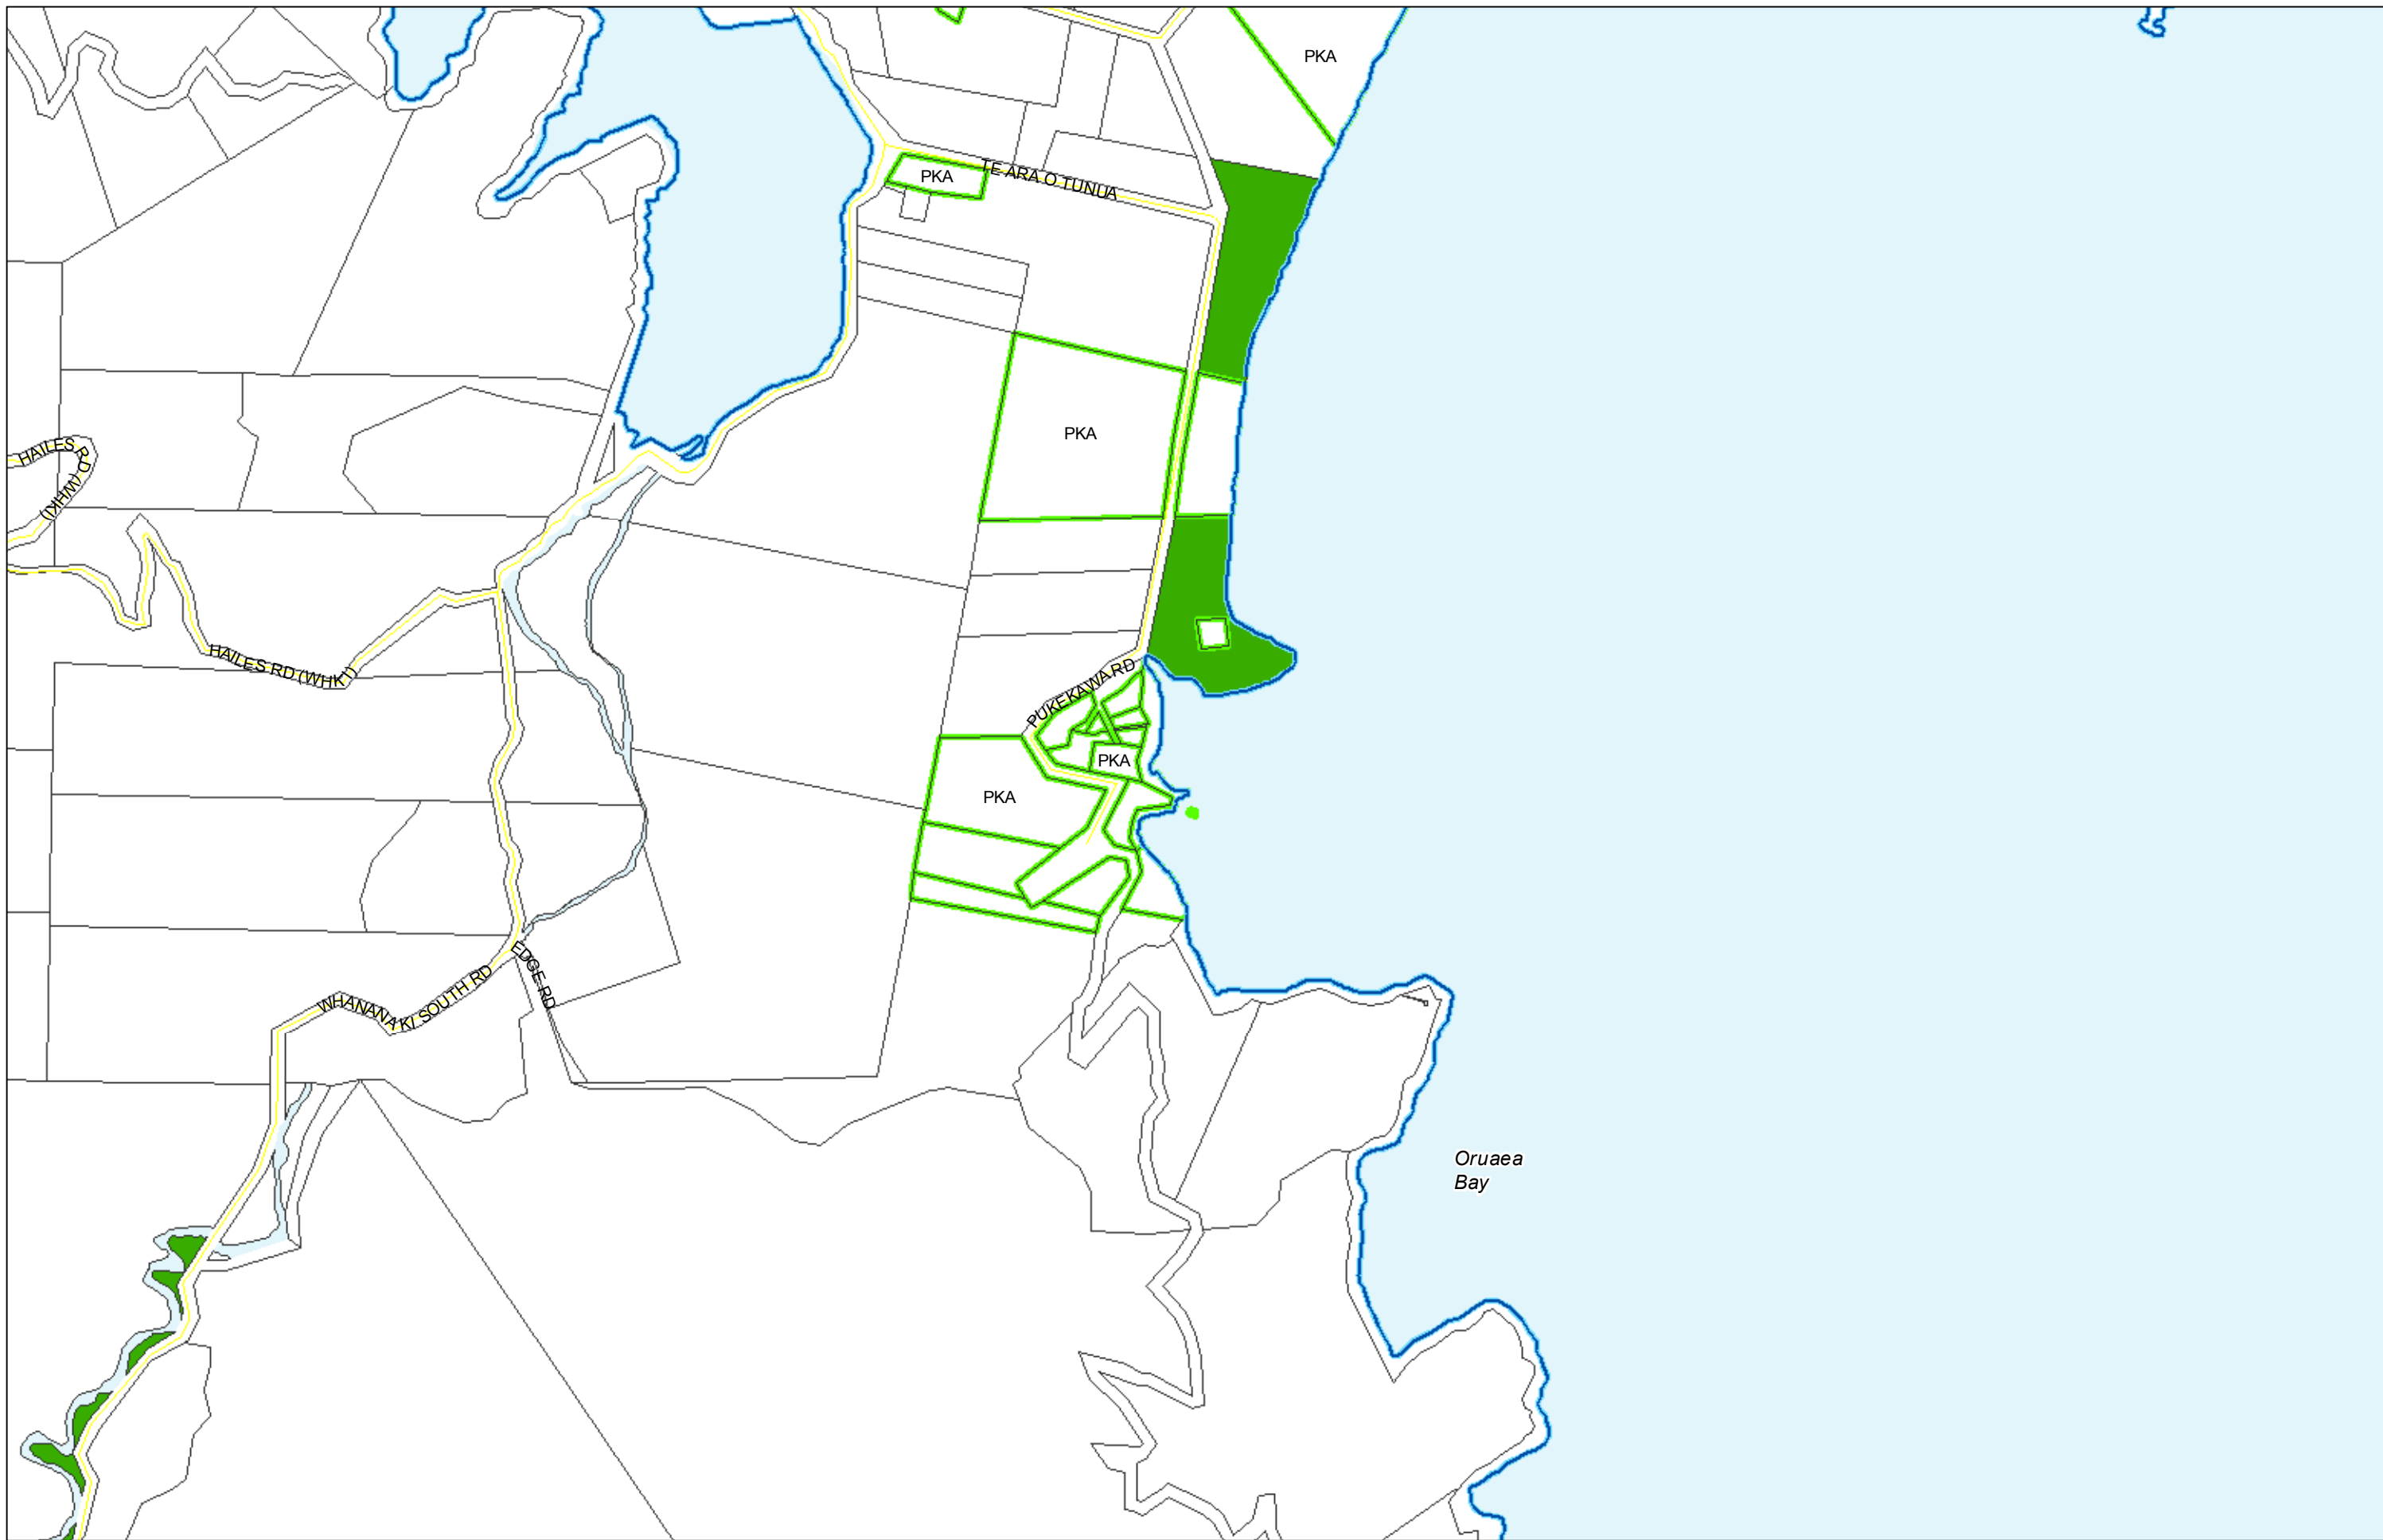 PKA
PKA
TE ARA O TUNUA
PKA
HAILES RD (WHK)
HAILES RD (WHK)
PUKEKAWA RD
PKA
PKA
EDGE RD
WHANANAKI SOUTH RD
Oruaea
Bay